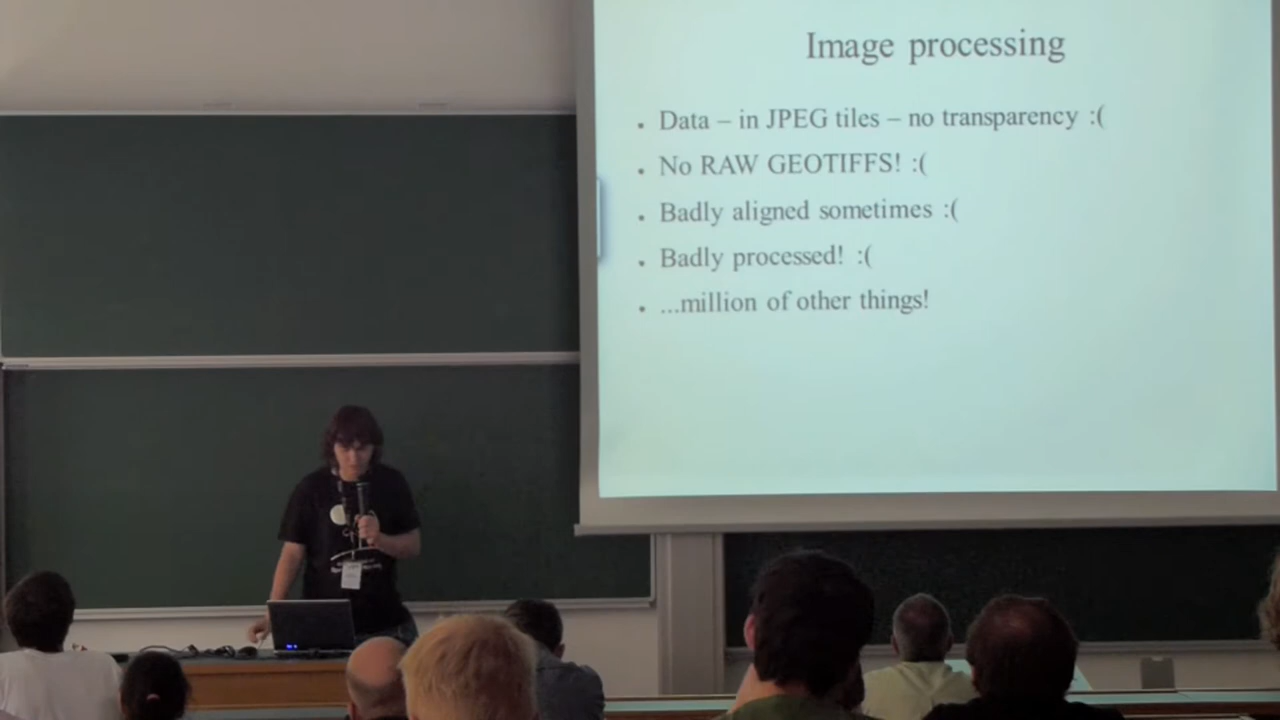 Image processing
Data – in JPEG tiles – no transparency :(
No RAW GEOTIFFS! :(
Badly aligned sometimes :(
Badly processed! :(
...million of other things!